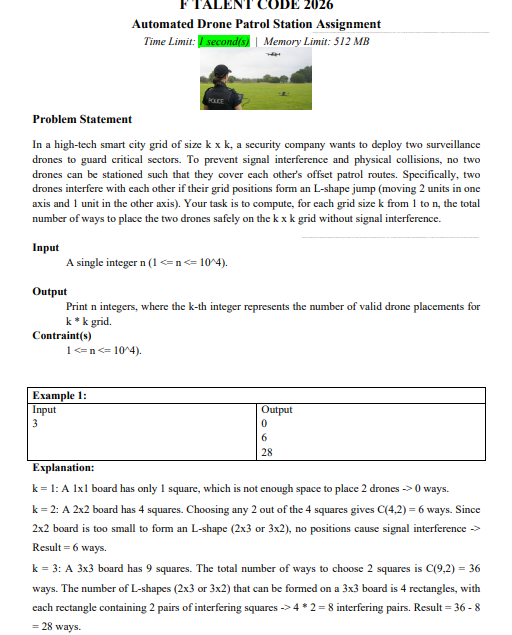 F TALENT CODE 2026
Automated Drone Patrol Station Assignment
Time Limit: 1 second(s) | Memory Limit: 512 MB
POLICE
Problem Statement
In a high-tech smart city grid of size k x k, a security company wants to deploy two surveillance
drones to guard critical sectors. To prevent signal interference and physical collisions, no two
drones can be stationed such that they cover each other's offset patrol routes. Specifically, two
drones interfere with each other if their grid positions form an L-shape jump (moving 2 units in one
axis and 1 unit in the other axis). Your task is to compute, for each grid size k from 1 to n, the total
number of ways to place the two drones safely on the k x k grid without signal interference.
Input
A single integer n (1 <= n <= 10^4).
Output
Print n integers, where the k-th integer represents the number of valid drone placements for
k * k grid.
Contraint(s)
1 <= n <= 10^4).
Example 1:
Input Output
3 0
6
28
Explanation:
k = 1: A 1x1 board has only 1 square, which is not enough space to place 2 drones -> 0 ways.
k = 2: A 2x2 board has 4 squares. Choosing any 2 out of the 4 squares gives C(4,2) = 6 ways. Since
2x2 board is too small to form an L-shape (2x3 or 3x2), no positions cause signal interference ->
Result = 6 ways.
k = 3: A 3x3 board has 9 squares. The total number of ways to choose 2 squares is C(9,2) = 36
ways. The number of L-shapes (2x3 or 3x2) that can be formed on a 3x3 board is 4 rectangles, with
each rectangle containing 2 pairs of interfering squares -> 4 * 2 = 8 interfering pairs. Result = 36 - 8
= 28 ways.